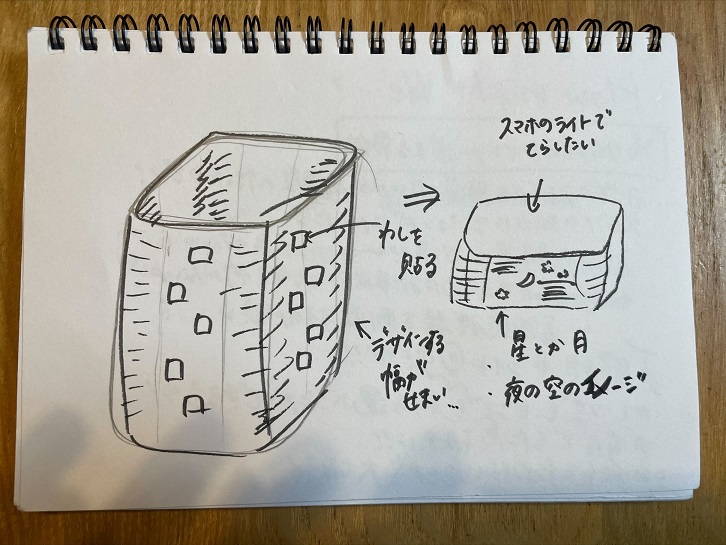 スマホのライトで
てらしたい
わしを
貼る
デザインする
幅が
せまい...
星とか月
・夜の空のイメージ